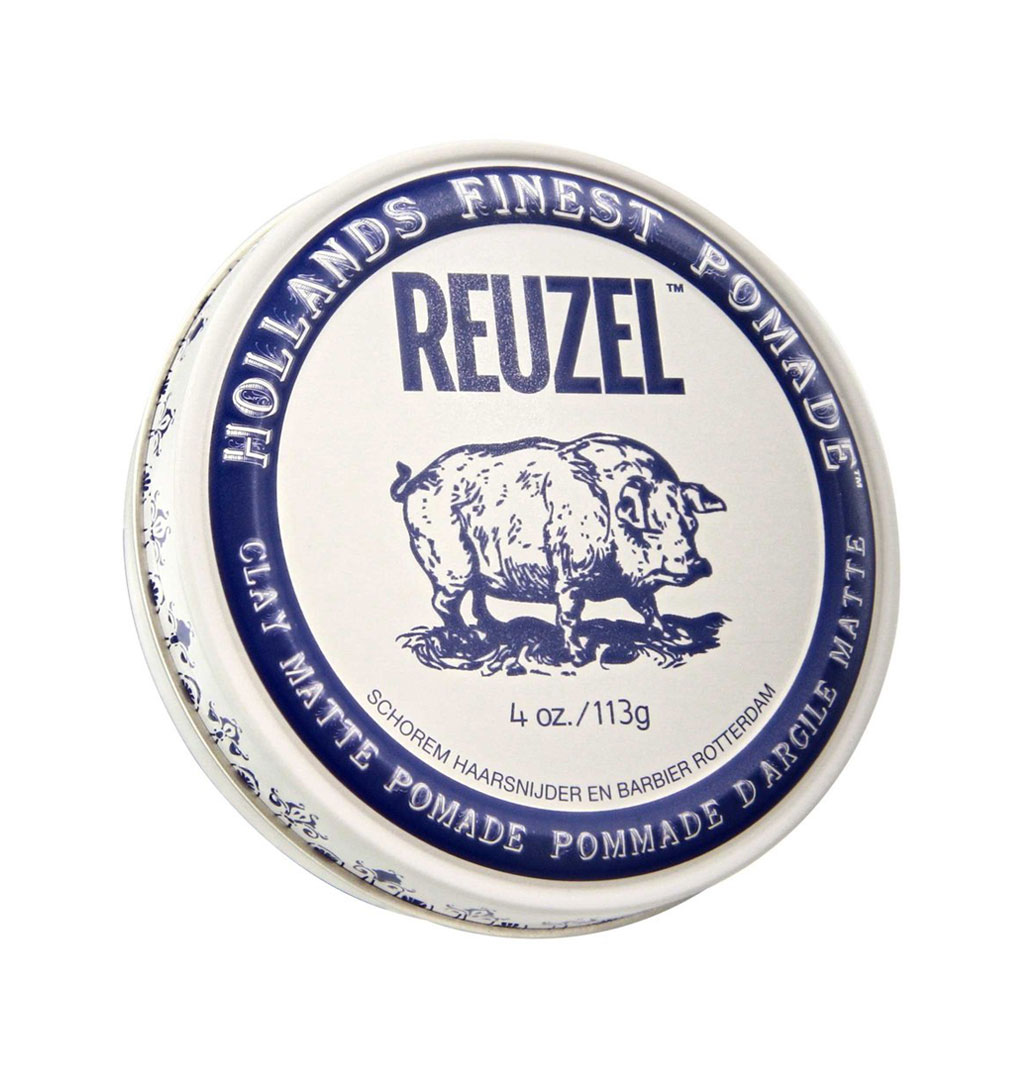 HOLLANDS FINEST POMADE™
REUZEL™
4 oz./113g
SCHOREM HAARSNIJDER EN BARBIER ROTTERDAM
CLAY MATTE POMADE POMMADE D ARGILE MATTE